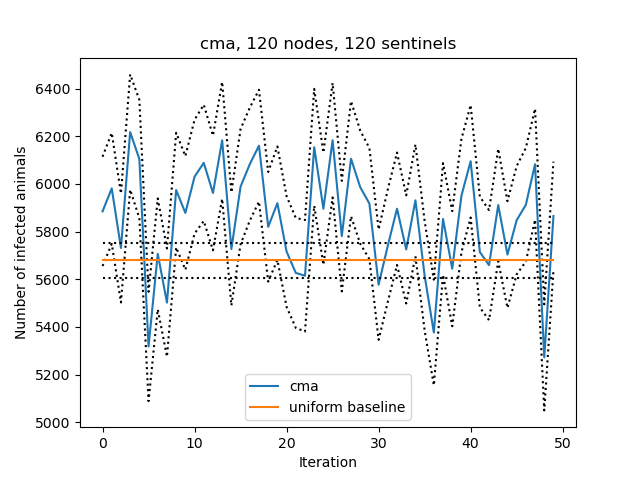 cma, 120 nodes, 120 sentinels
Number of infected animals
6400
6200
6000
5800
5600
5400
5200
5000
cma
uniform baseline
0 10 20 30 40 50
Iteration